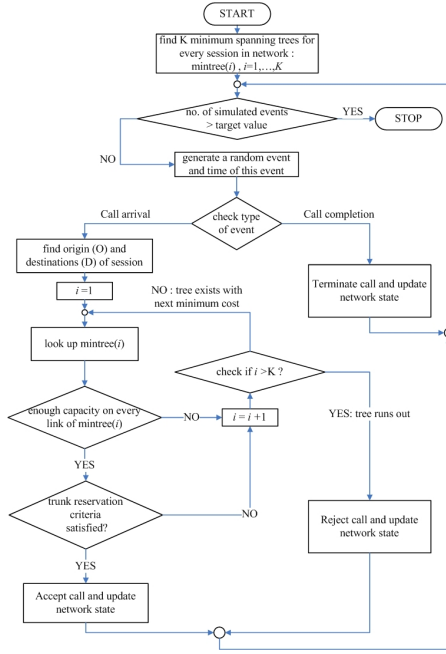 START
find K minimum spanning trees for
every session in network :
mintree(i) , i=1,…,K
no. of simulated events
> target value
YES
STOP
NO
generate a random event
and time of this event
Call arrival
check type
of event
Call completion
find origin (O) and
destinations (D) of session
i =1
NO : tree exists with
next minimum cost
Terminate call and update
network state
look up mintree(i)
check if i >K ?
enough capacity on every
link of mintree(i)
NO
i = i +1
YES: tree runs out
YES
trunk reservation
criteria
satisfied?
NO
Reject call and update
network state
YES
Accept call and update
network state